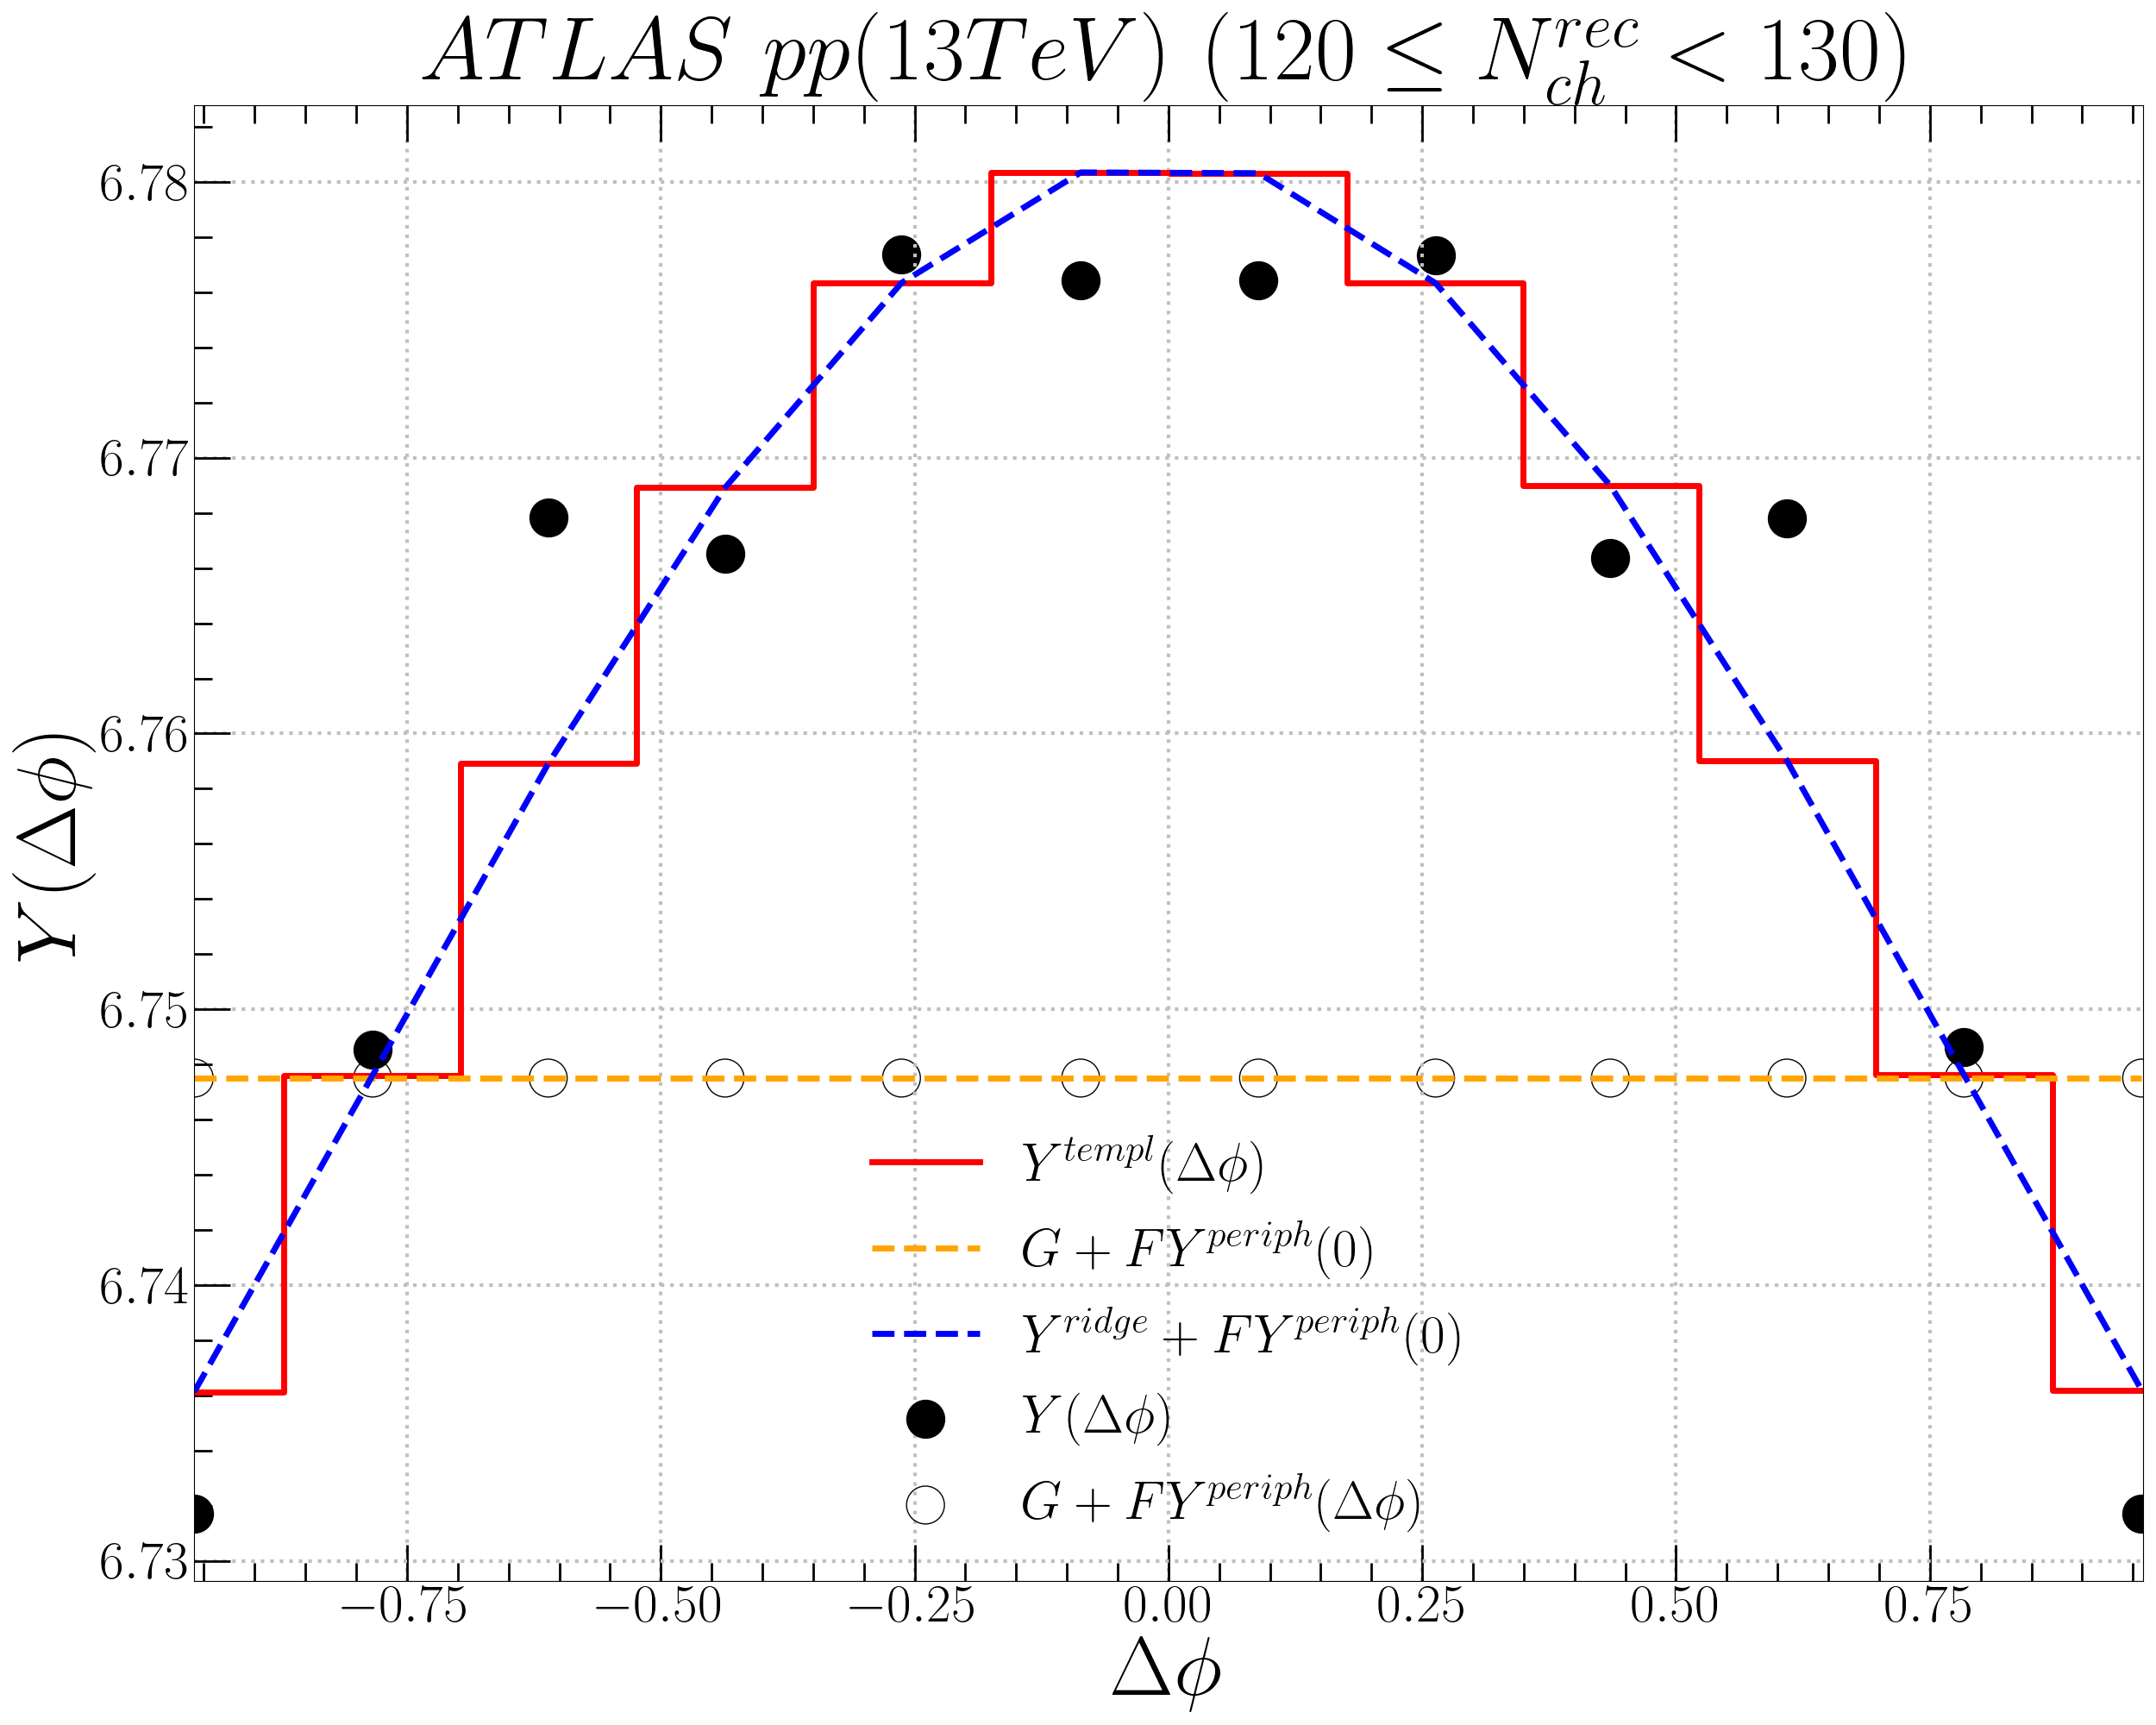 ATLAS pp(13TeV) (120 ≤ N_{ch}^{rec} < 130)
Y(Δϕ)
6.78
6.77
6.76
6.75
6.74
6.73
Y^{templ}(Δϕ)
G + FY^{periph}(0)
Y^{ridge} + FY^{periph}(0)
Y(Δϕ)
G + FY^{periph}(Δϕ)
−0.75 −0.50 −0.25 0.00 0.25 0.50 0.75
Δϕ